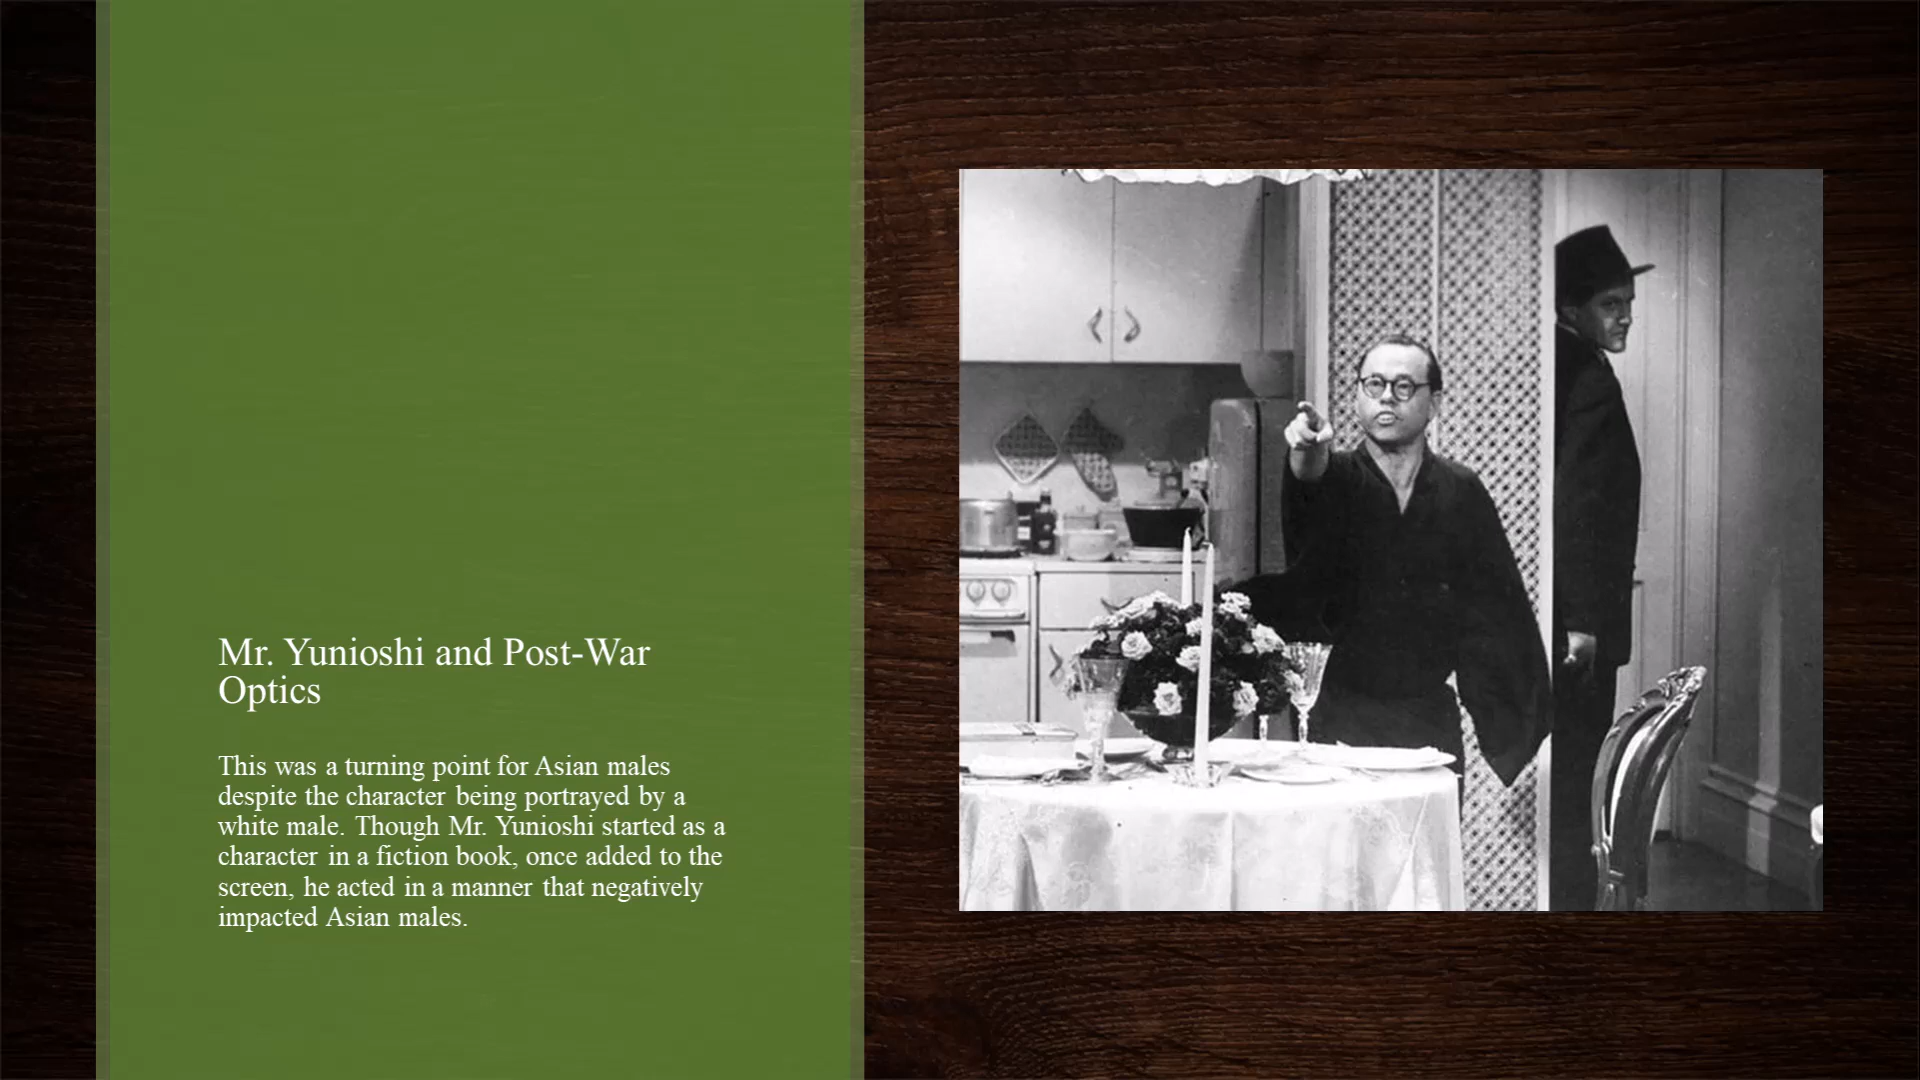 Mr. Yunioshi and Post-War
Optics
This was a turning point for Asian males
despite the character being portrayed by a
white male. Though Mr. Yunioshi started as a
character in a fiction book, once added to the
screen, he acted in a manner that negatively
impacted Asian males.